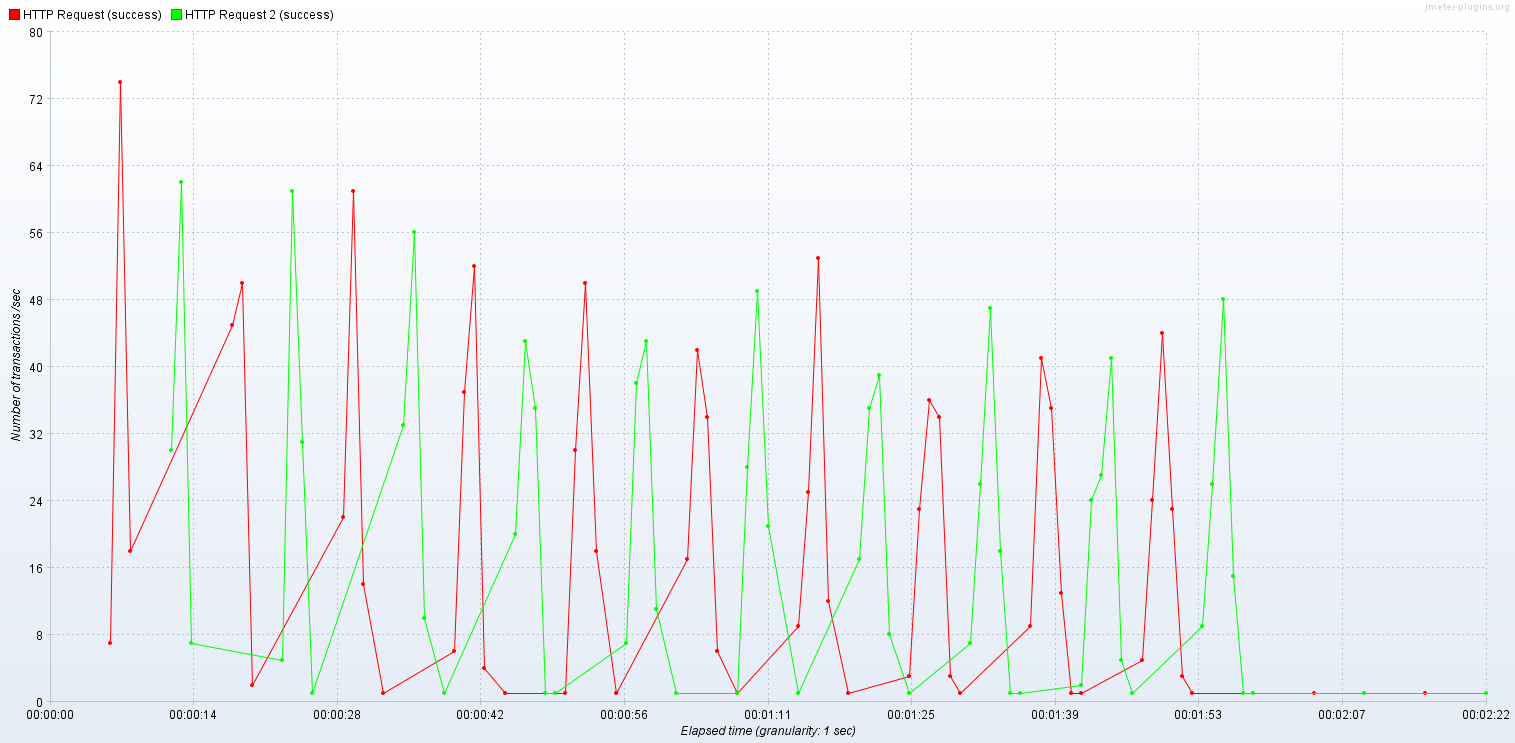 HTTP Request (success) HTTP Request 2 (success)
jmeter-plugins.org
80
72
64
56
48
40
32
24
16
8
0
Number of transactions /sec
00:00:00 00:00:14 00:00:28 00:00:42 00:00:56 00:01:11 00:01:25 00:01:39 00:01:53 00:02:07 00:02:22
Elapsed time (granularity: 1 sec)